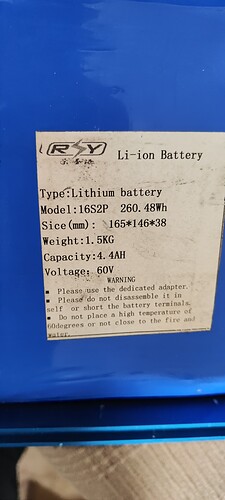 RSY
Li-ion Battery
Type:Lithium battery
Model:16S2P 260.48Wh
Sice(mm): 165*146*38
Weight:1.5KG
Capacity:4.4AH
Voltage: 60V
WARNING
▪ Please use the dedicated adapter.
▪ Please do not disassemble it in
self or short the battery terminals.
▪ Do not place a high temperature of
60degrees or not close to the fire and
water.